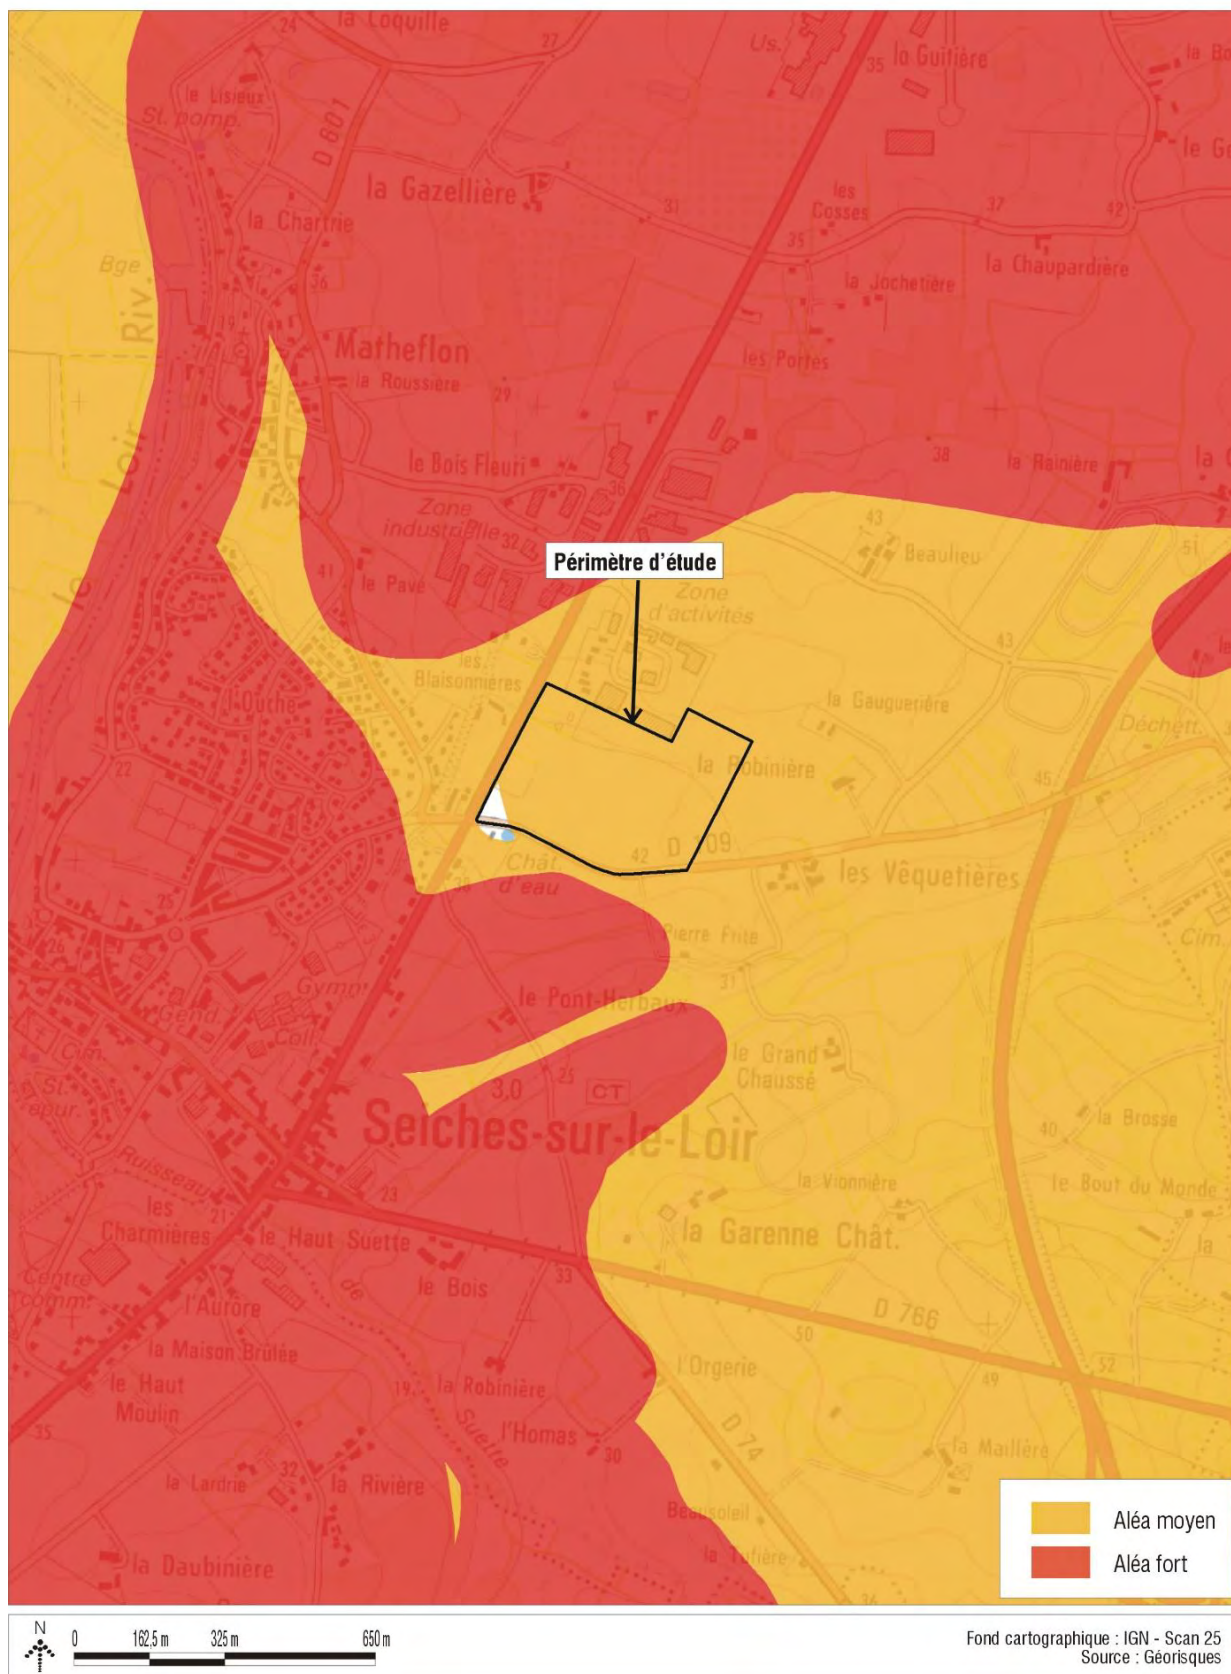 la Coquille
24
27
Us.
35
la Guitière
le Lisieux
St. pomp.
D 601
la Gazellière
31
les
Cosses
37
42
35
la Chartrie
la Chaupardière
Bge
36
la Jochetière
Riv.
19
Matheflon
la Roussière
les Portes
29
Loir
le Bois Fleuri
38
la Rainière
36
Zone
industrielle
32
43
Beaulieu
51
le
41
le Pavé
Périmètre d'étude
Zone
d'activités
43
les
Blaisonnières
l'Ouche
la Gauguerière
Déchett.
22
la Robinière
45
42
D 109
Chât
d'eau
38
les Vêquetières
25
26
Pierre Frite
Cim.
31
Gymn.
le Pont-Herbaux
Gend.
Coll.
le Grand
Chaussé
Cim.
25
3,0
CT
St.
épur.
Seiches-sur-le-Loir
la Brosse
40
Ruisseau
la Vionnière
le Bout du Monde
23
les
Charmières
21
le Haut Suette
la Garenne Chât.
la
Centre
comm.
de
le Bois
33
l'Aurore
D 766
50
la Maison Brûlée
52
l'Orgerie
49
le Haut
Moulin
19
la Robinière
35
Suette
l'Homas
30
D 74
la Maillère
la Lardrie
32
la Rivière
Beausoleil
la Tufière
la Daubinière
36
Aléa moyen
Aléa fort
N
0 162,5 m 325 m 650 m
Fond cartographique : IGN - Scan 25
Source : Géorisques